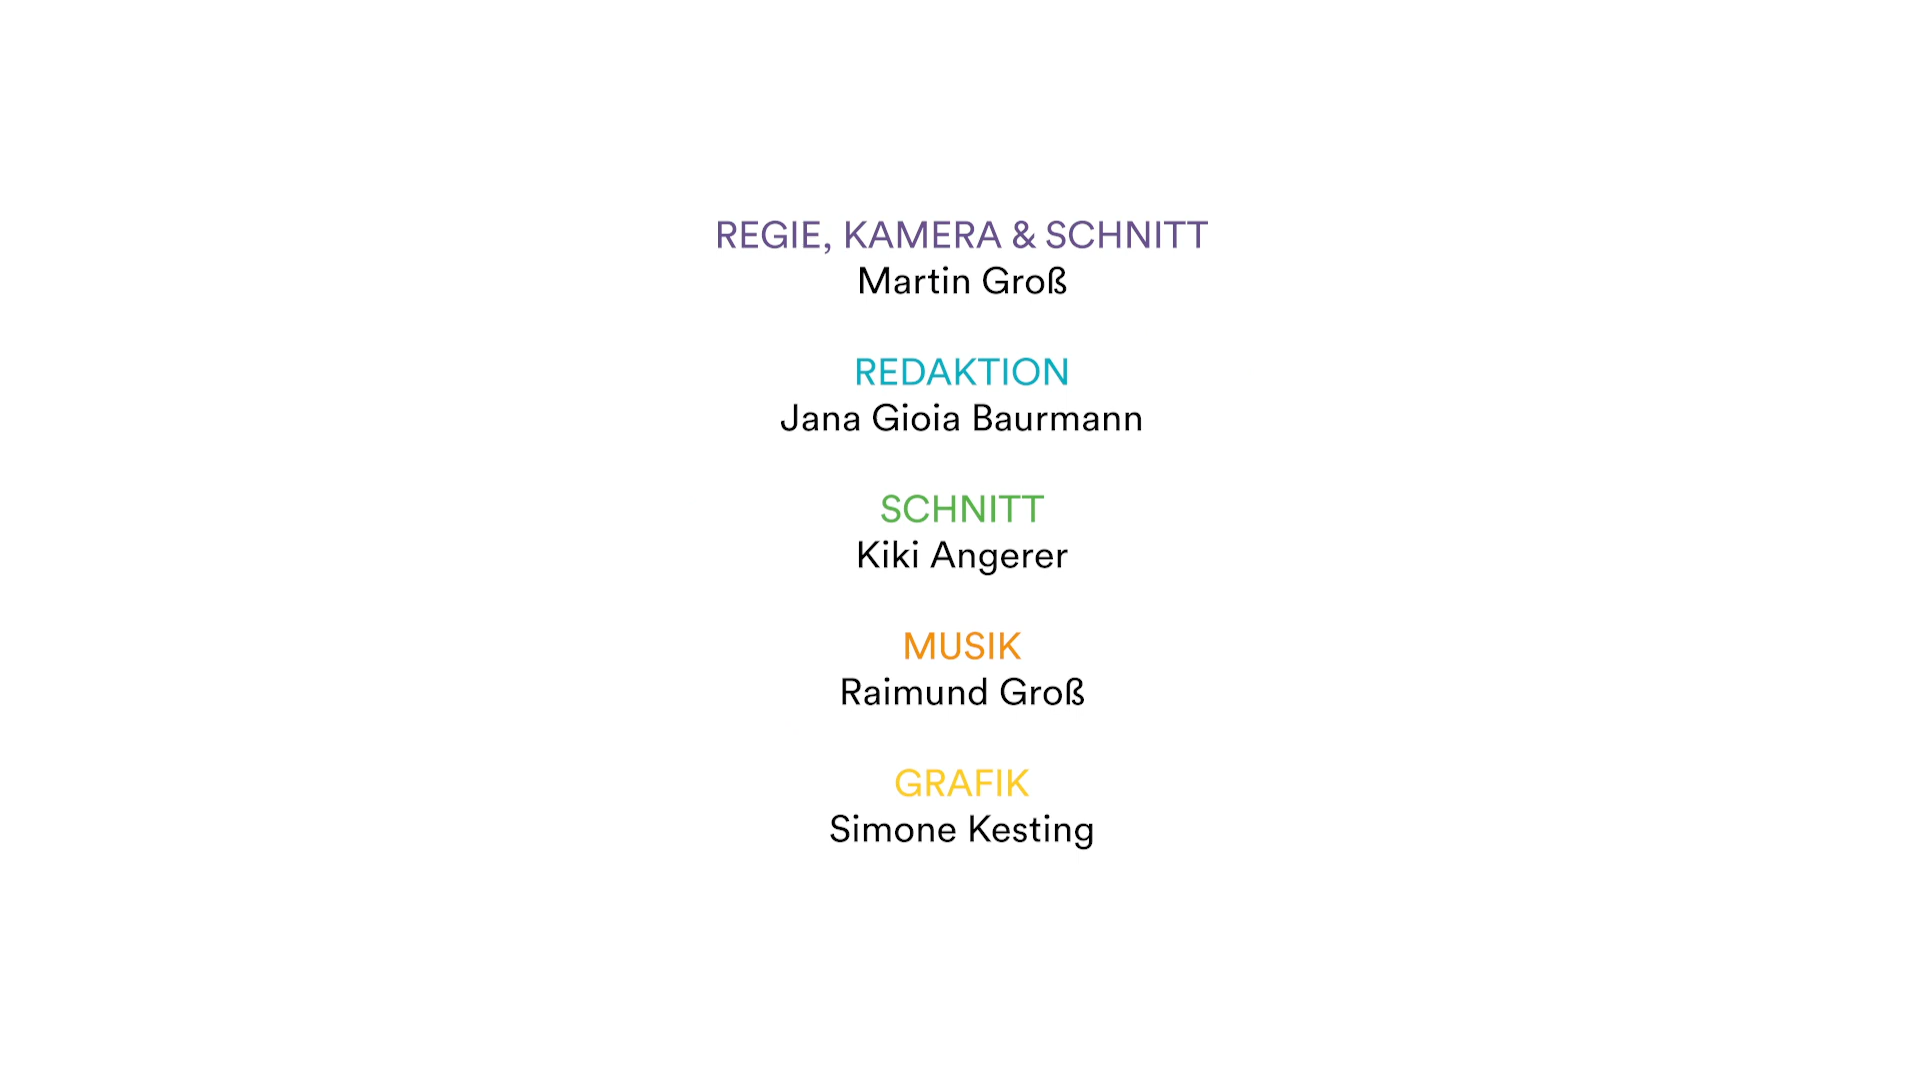 REGIE, KAMERA & SCHNITT
Martin Groß
REDAKTION
Jana Gioia Baurmann
SCHNITT
Kiki Angerer
MUSIK
Raimund Groß
GRAFIK
Simone Kesting